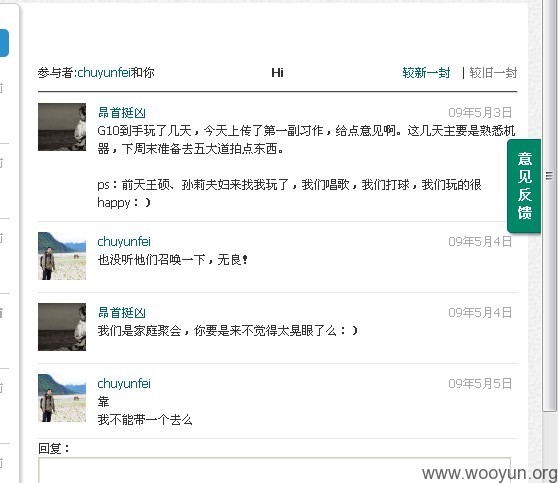 参与者:chuyunfei和你 Hi 较新一封 | 较旧一封
昂首挺凶 09年5月3日
G10到手玩了几天，今天上传了第一副习作，给点意见啊。这几天主要是熟悉机
器，下周末准备去五大道拍点东西。
ps：前天王硕、孙莉夫妇来找我玩了，我们唱歌，我们打球，我们玩的很
happy：）
意见反馈
chuyunfei 09年5月4日
也没听他们召唤一下，无良！
昂首挺凶 09年5月4日
我们是家庭聚会，你要是来不觉得太晃眼了么：）
chuyunfei 09年5月5日
靠
我不能带一个去么
回复：
www.wooyun.org